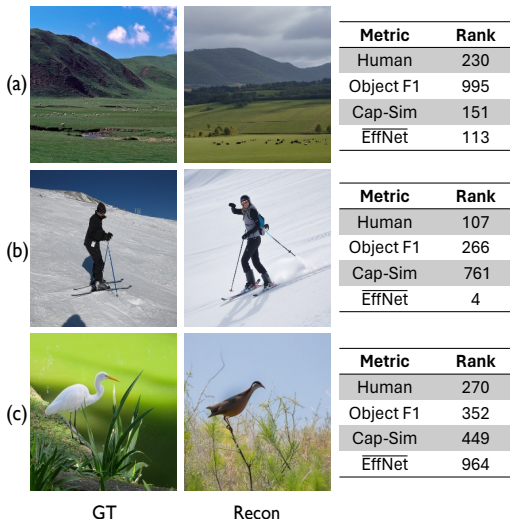 Metric Rank
(a)
Human 230
Object F1 995
Cap-Sim 151
EffNet 113
Metric Rank
(b)
Human 107
Object F1 266
Cap-Sim 761
EffNet 4
Metric Rank
(c)
Human 270
Object F1 352
Cap-Sim 449
EffNet 964
GT Recon